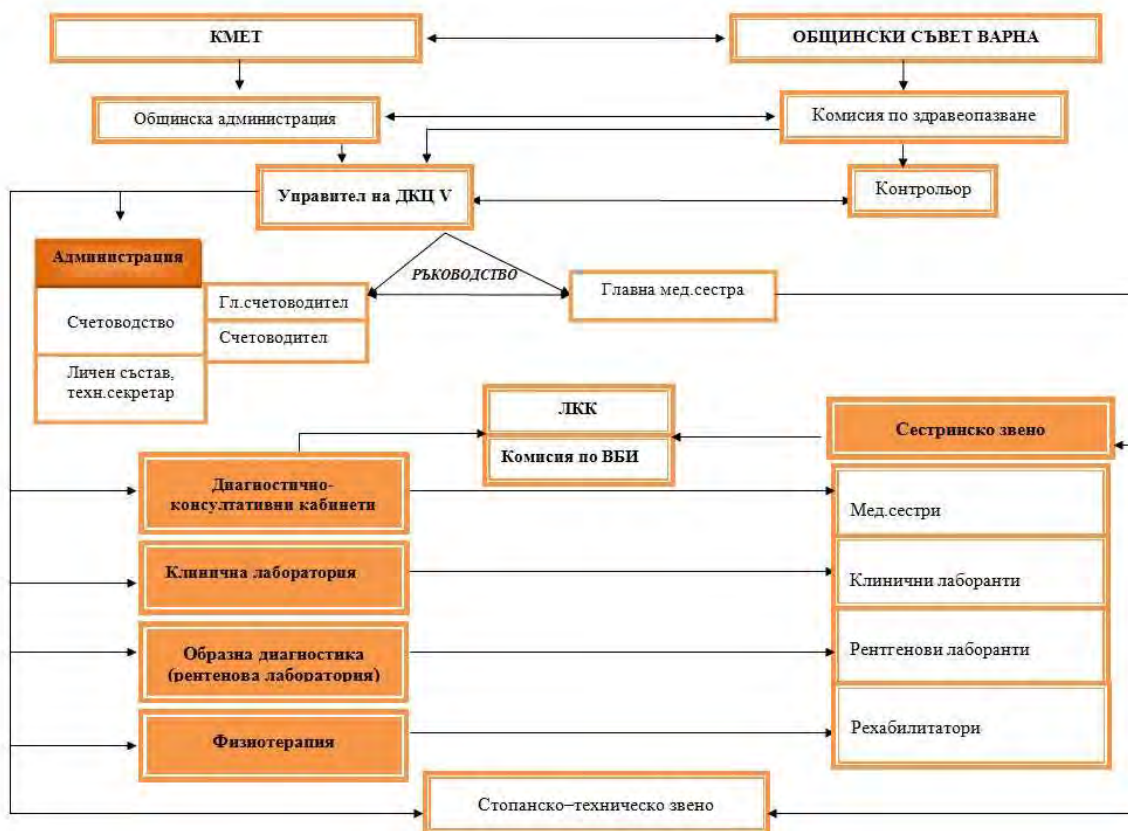 КМЕТ
ОБЩИНСКИ СЪВЕТ ВАРНА
Общинска администрация
Комисия по здравеопазване
Управител на ДКЦ V
Контрольор
Администрация
РЪКОВОДСТВО
Счетоводство
Гл.счетоводител
Счетоводител
Главна мед.сестра
Личен състав,
техн.секретар
ЛКК
Комисия по ВБИ
Сестринско звено
Диагностично-
консултативни кабинети
Мед.сестри
Клинична лаборатория
Клинични лаборанти
Образна диагностика
(рентенова лаборатория)
Рентгенови лаборанти
Физиотерапия
Рехабилитатори
Стопанско–техническо звено